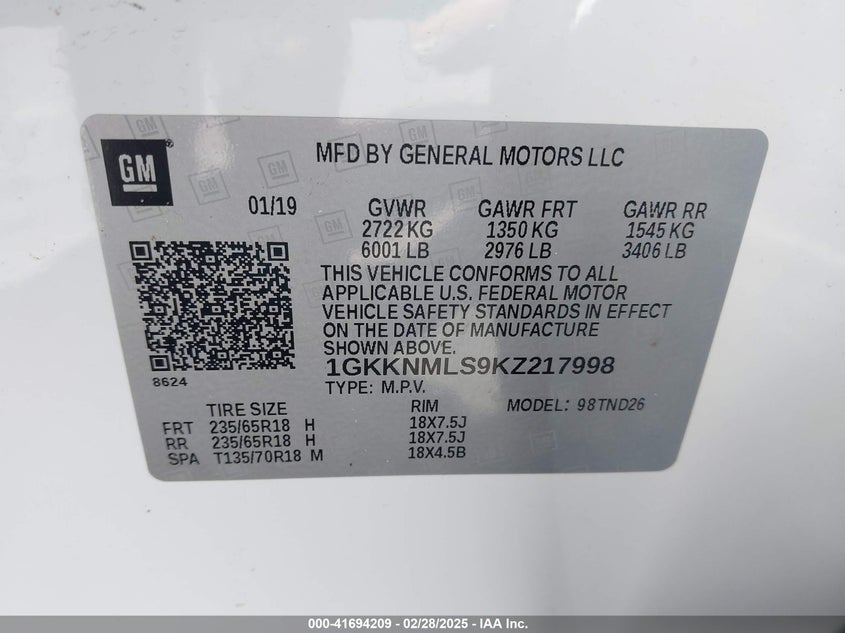 GM
MFD BY GENERAL MOTORS LLC
01/19 GVWR GAWR FRT GAWR RR
2722 KG 1350 KG 1545 KG
6001 LB 2976 LB 3406 LB
THIS VEHICLE CONFORMS TO ALL
APPLICABLE U.S. FEDERAL MOTOR
VEHICLE SAFETY STANDARDS IN EFFECT
ON THE DATE OF MANUFACTURE
SHOWN ABOVE.
1GKKNMLS9KZ217998
8624
TYPE: M.P.V.
TIRE SIZE RIM MODEL: 98TND26
FRT 235/65R18 H 18X7.5J
RR 235/65R18 H 18X7.5J
SPA T135/70R18 M 18X4.5B
000-41694209 - 02/28/2025 - IAA Inc.